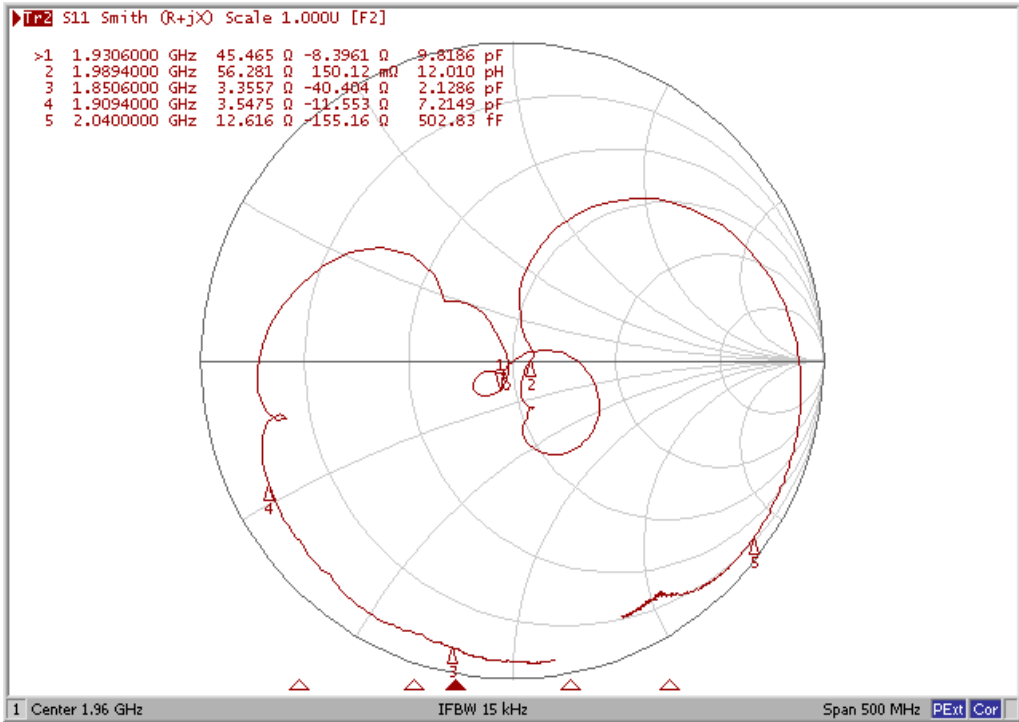 Tr2 S11 Smith (R+jX) Scale 1.000U [F2]
>1 1.9306000 GHz 45.465 Ω -8.3961 Ω 9.8186 pF
2 1.9894000 GHz 56.281 Ω 150.12 mΩ 12.010 pH
3 1.8506000 GHz 3.3557 Ω -40.404 Ω 2.1286 pF
4 1.9094000 GHz 3.5475 Ω -11.553 Ω 7.2149 pF
5 2.0400000 GHz 12.616 Ω -155.16 Ω 502.83 fF
1
2
4
5
3
1 Center 1.96 GHz IFBW 15 kHz Span 500 MHz PExt Cor